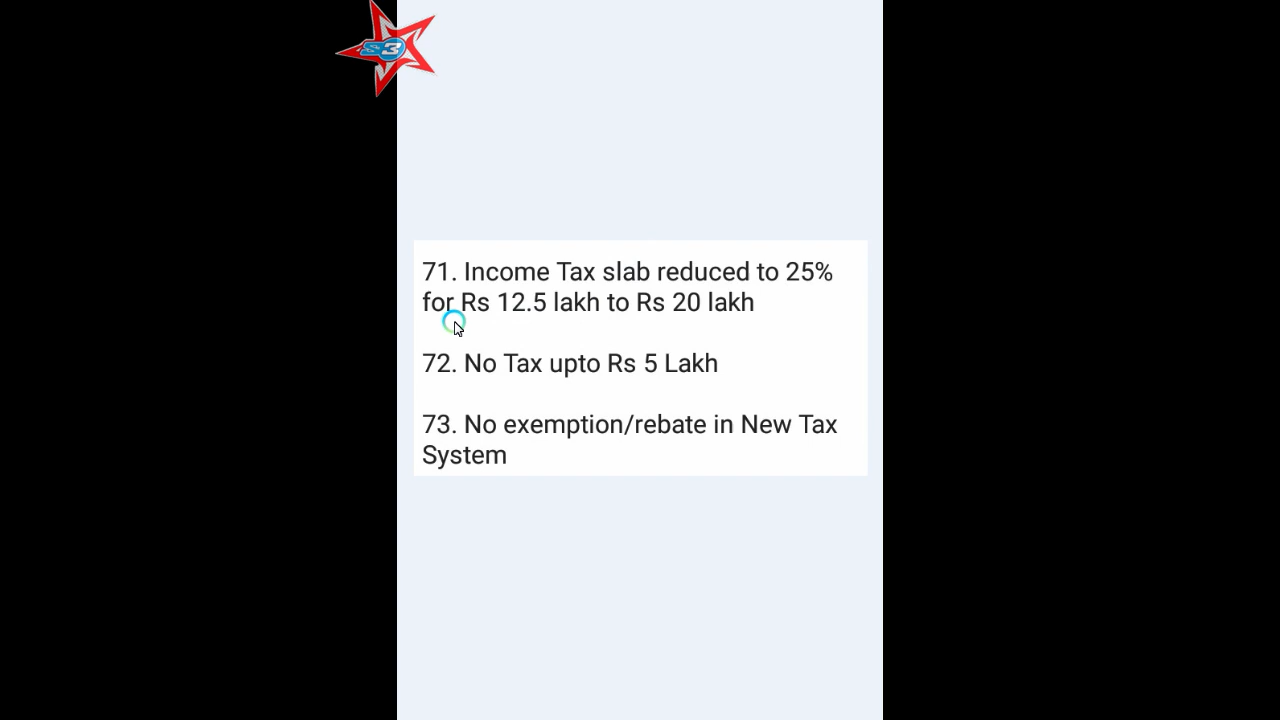 S3
71. Income Tax slab reduced to 25%
for Rs 12.5 lakh to Rs 20 lakh
72. No Tax upto Rs 5 Lakh
73. No exemption/rebate in New Tax
System